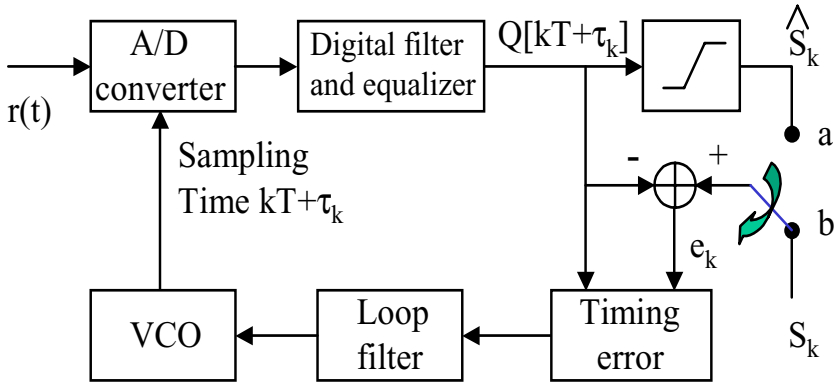 A/D
converter
Digital filter
and equalizer
Q[kT+τk]
Ŝk
r(t)
a
Sampling
Time kT+τk
-
+
b
ek
VCO
Loop
filter
Timing
error
Sk